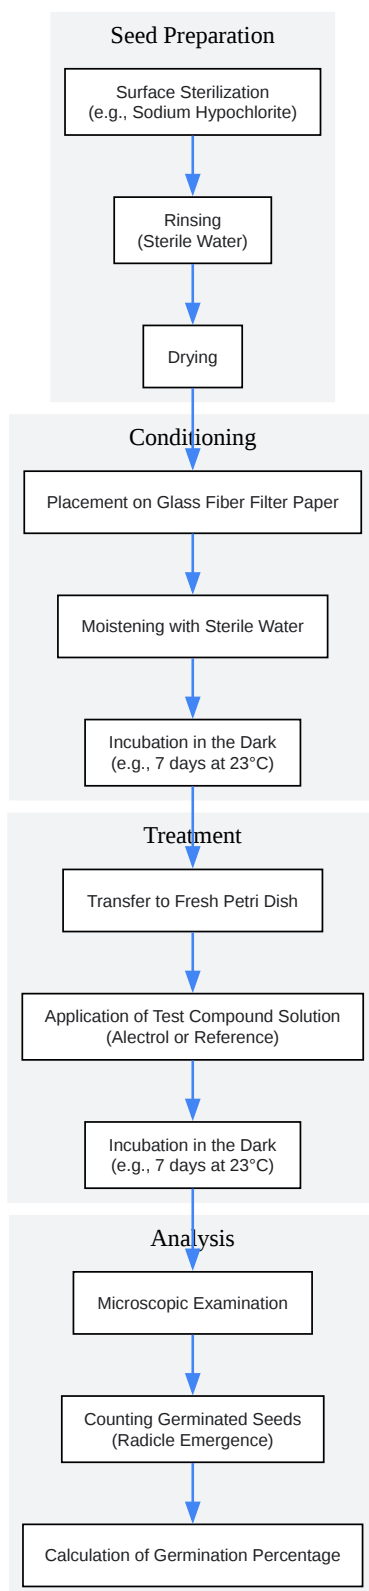 Seed Preparation
Surface Sterilization
(e.g., Sodium Hypochlorite)
Rinsing
(Sterile Water)
Drying
Conditioning
Placement on Glass Fiber Filter Paper
Moistening with Sterile Water
Incubation in the Dark
(e.g., 7 days at 23°C)
Treatment
Transfer to Fresh Petri Dish
Application of Test Compound Solution
(Alectrol or Reference)
Incubation in the Dark
(e.g., 7 days at 23°C)
Analysis
Microscopic Examination
Counting Germinated Seeds
(Radicle Emergence)
Calculation of Germination Percentage